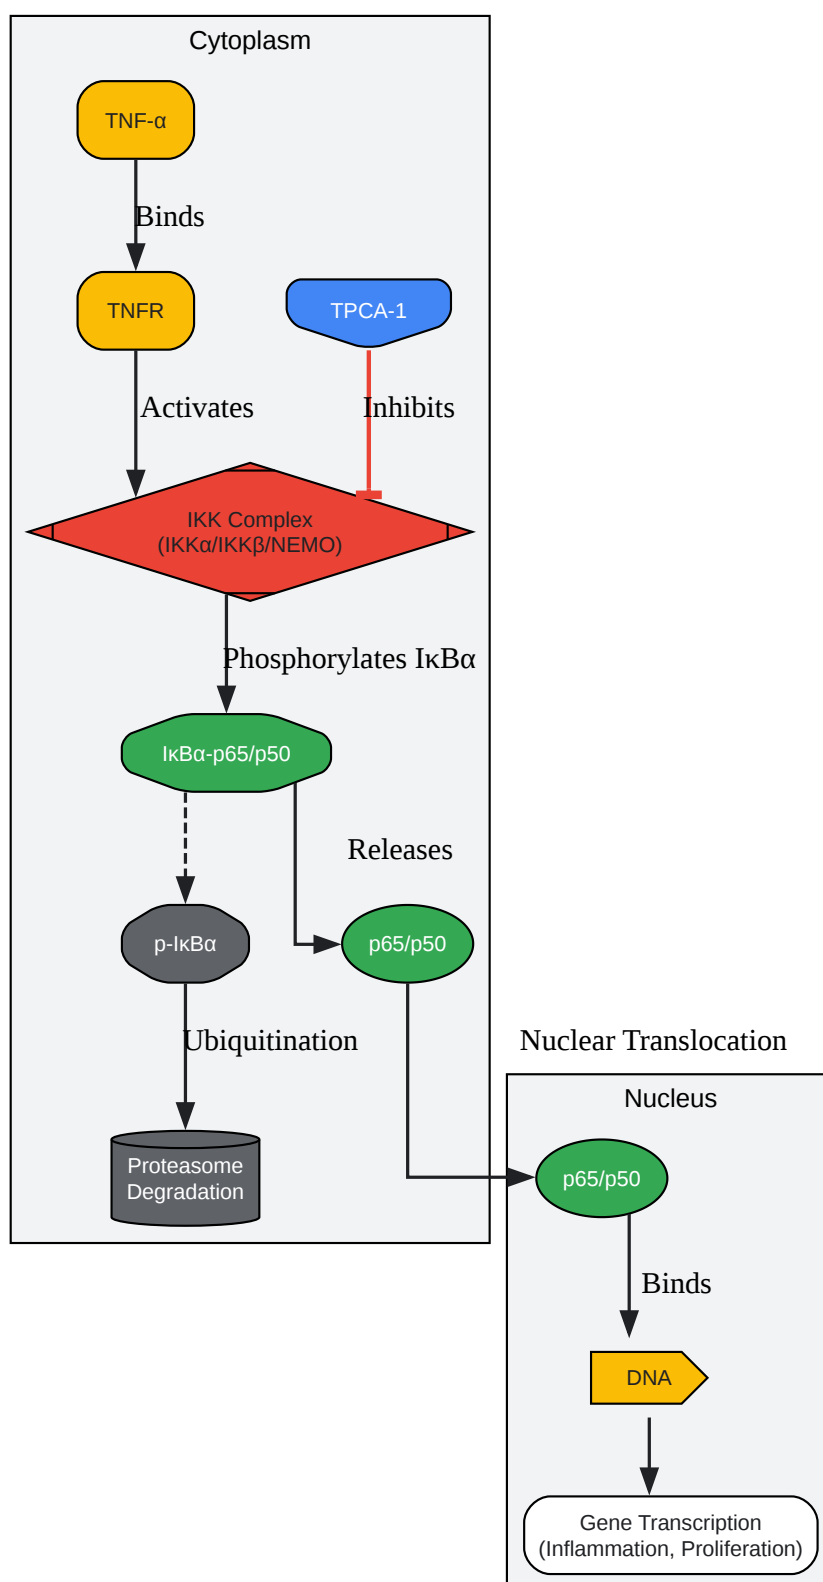 Cytoplasm
TNF-α
Binds
TNFR
TPCA-1
Activates
Inhibits
IKK Complex
(IKKα/IKKβ/NEMO)
Phosphorylates IκBα
IκBα-p65/p50
Releases
p-IκBα
p65/p50
Ubiquitination
Nuclear Translocation
Nucleus
Proteasome
Degradation
p65/p50
Binds
DNA
Gene Transcription
(Inflammation, Proliferation)